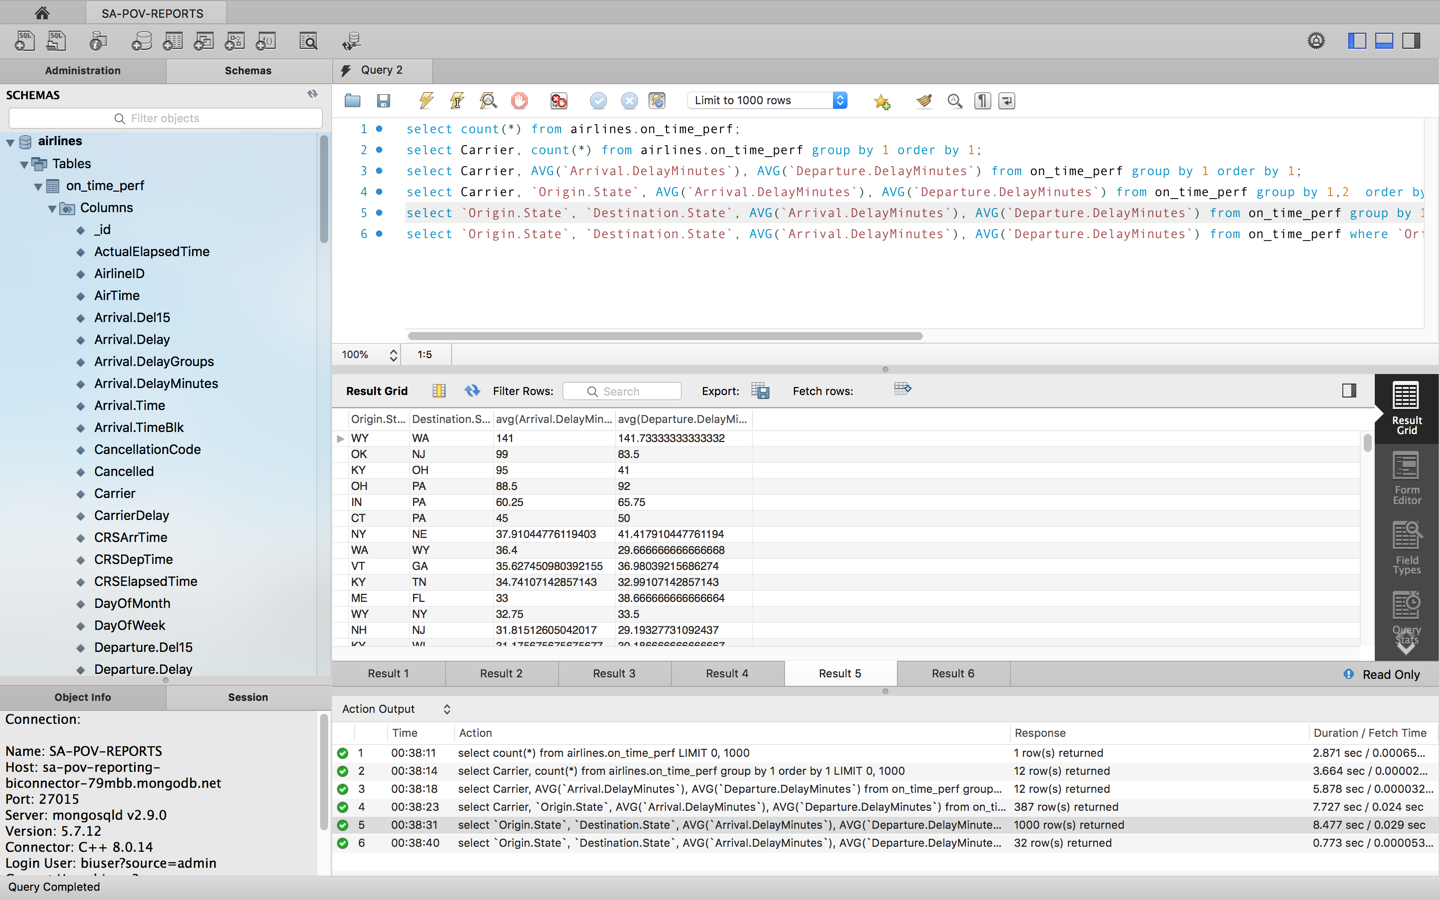 SA-POV-REPORTS
Administration Schemas
Query 2
SCHEMAS
Filter objects
Limit to 1000 rows
airlines
Tables
on_time_perf
Columns
_id
ActualElapsedTime
AirlineID
AirTime
Arrival.Del15
Arrival.Delay
Arrival.DelayGroups
Arrival.DelayMinutes
Arrival.Time
Arrival.TimeBlk
CancellationCode
Cancelled
Carrier
CarrierDelay
CRSArrTime
CRSDepTime
CRSElapsedTime
DayOfMonth
DayOfWeek
Departure.Del15
Departure.Delay
Object Info Session
Connection:
Name: SA-POV-REPORTS
Host: sa-pov-reporting-
biconnector-79mbb.mongodb.net
Port: 27015
Server: mongosqld v2.9.0
Version: 5.7.12
Connector: C++ 8.0.14
Login User: biuser?source=admin
Query Completed
1 select count(*) from airlines.on_time_perf;
2 select Carrier, count(*) from airlines.on_time_perf group by 1 order by 1;
3 select Carrier, AVG(`Arrival.DelayMinutes`), AVG(`Departure.DelayMinutes`) from on_time_perf group by 1 order by 1;
4 select Carrier, `Origin.State`, AVG(`Arrival.DelayMinutes`), AVG(`Departure.DelayMinutes`) from on_time_perf group by 1,2 order by
5 select `Origin.State`, `Destination.State`, AVG(`Arrival.DelayMinutes`), AVG(`Departure.DelayMinutes`) from on_time_perf group by 1
6 select `Origin.State`, `Destination.State`, AVG(`Arrival.DelayMinutes`), AVG(`Departure.DelayMinutes`) from on_time_perf where `Ori
100% 1:5
Result Grid Filter Rows: Search Export: Fetch rows:
Origin.St... Destination.S... avg(Arrival.DelayMin... avg(Departure.DelayMi...
WY WA 141 141.73333333333332
OK NJ 99 83.5
KY OH 95 41
OH PA 88.5 92
IN PA 60.25 65.75
CT PA 45 50
NY NE 37.91044776119403 41.417910447761194
WA WY 36.4 29.666666666666668
VT GA 35.627450980392155 36.98039215686274
KY TN 34.74107142857143 32.99107142857143
ME FL 33 38.666666666666664
WY NY 32.75 33.5
NH NJ 31.81512605042017 29.19327731092437
Result
Grid
Form
Editor
Field
Types
Query
Stats
Result 1 Result 2 Result 3 Result 4 Result 5 Result 6 Read Only
Action Output
Time Action Response Duration / Fetch Time
1 00:38:11 select count(*) from airlines.on_time_perf LIMIT 0, 1000 1 row(s) returned 2.871 sec / 0.00065...
2 00:38:14 select Carrier, count(*) from airlines.on_time_perf group by 1 order by 1 LIMIT 0, 1000 12 row(s) returned 3.664 sec / 0.00002...
3 00:38:18 select Carrier, AVG(`Arrival.DelayMinutes`), AVG(`Departure.DelayMinutes`) from on_time_perf group... 12 row(s) returned 5.878 sec / 0.000032...
4 00:38:23 select Carrier, `Origin.State`, AVG(`Arrival.DelayMinutes`), AVG(`Departure.DelayMinutes`) from on_ti... 387 row(s) returned 7.727 sec / 0.024 sec
5 00:38:31 select `Origin.State`, `Destination.State`, AVG(`Arrival.DelayMinutes`), AVG(`Departure.DelayMinute... 1000 row(s) returned 8.477 sec / 0.029 sec
6 00:38:40 select `Origin.State`, `Destination.State`, AVG(`Arrival.DelayMinutes`), AVG(`Departure.DelayMinute... 32 row(s) returned 0.773 sec / 0.000053...